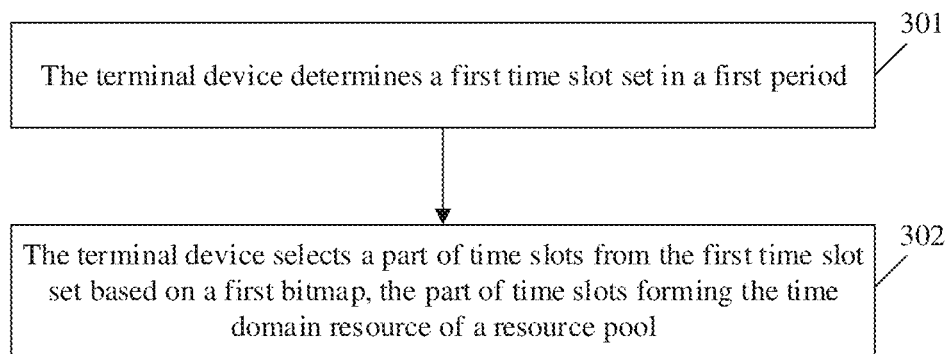 301
The terminal device determines a first time slot set in a first period
302
The terminal device selects a part of time slots from the first time slot
set based on a first bitmap, the part of time slots forming the time
domain resource of a resource pool